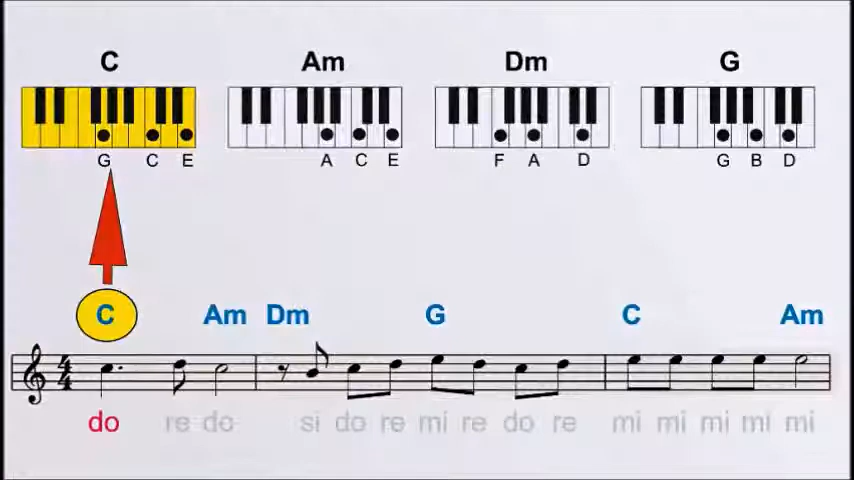 C Am Dm G
G C E A C E F A D G B D
C Am Dm G C Am
4
4
do re do si do re mi re do re mi mi mi mi mi